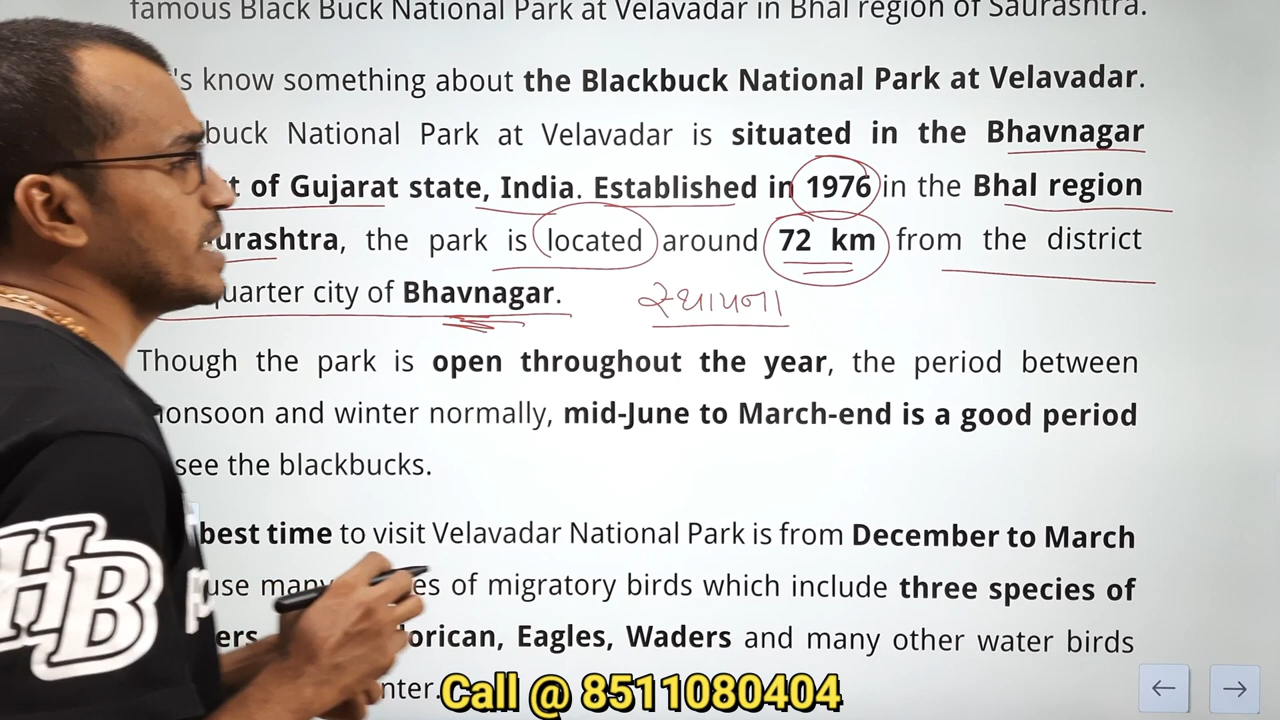 famous Black Buck National Park at Velavadar in Bhal region of Saurashtra.
's know something about the Blackbuck National Park at Velavadar.
buck National Park at Velavadar is situated in the Bhavnagar
t of Gujarat state, India. Established in 1976 in the Bhal region
urashtra, the park is located around 72 km from the district
quarter city of Bhavnagar.
સ્થાપના
Though the park is open throughout the year, the period between
monsoon and winter normally, mid-June to March-end is a good period
see the blackbucks.
best time to visit Velavadar National Park is from December to March
use many es of migratory birds which include three species of
ers orican, Eagles, Waders and many other water birds
nter.
Call @ 8511080404
HB